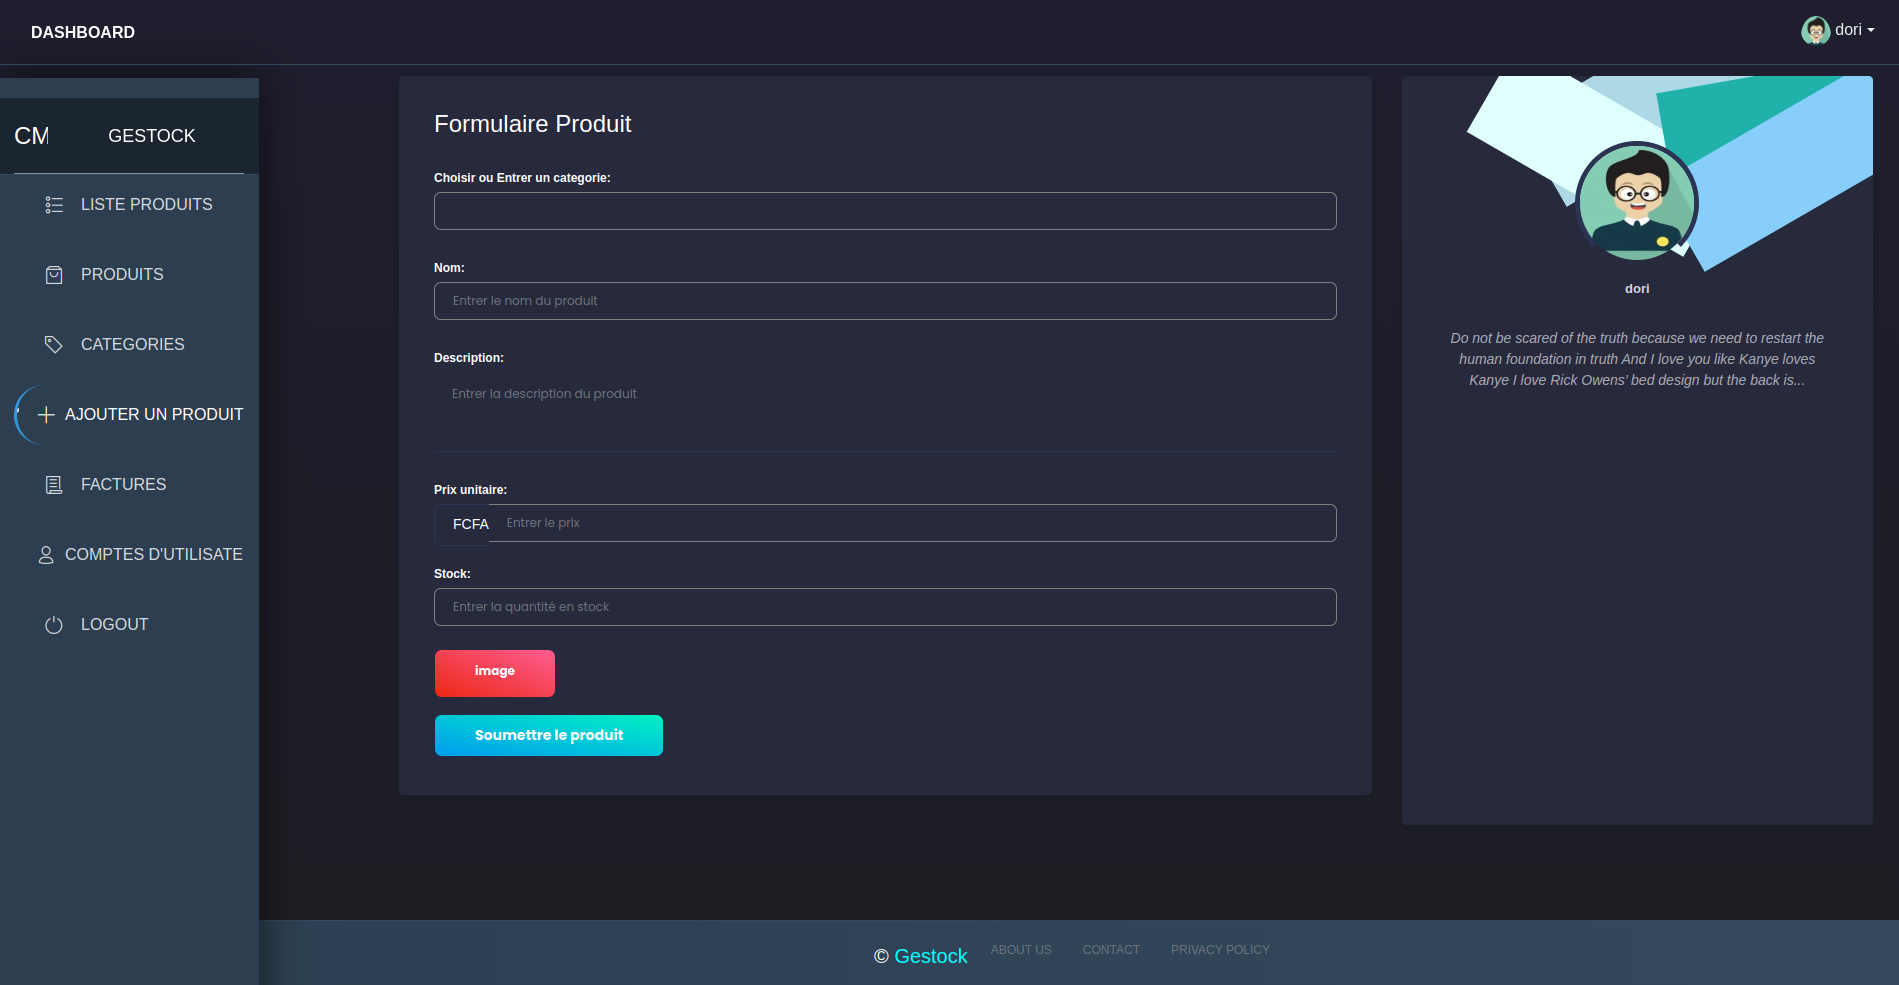 DASHBOARD
dori
CM GESTOCK
LISTE PRODUITS
PRODUITS
CATEGORIES
AJOUTER UN PRODUIT
FACTURES
COMPTES D'UTILISATE
LOGOUT
Formulaire Produit
Choisir ou Entrer un categorie:
Nom:
Entrer le nom du produit
Description:
Entrer la description du produit
Prix unitaire:
FCFA Entrer le prix
Stock:
Entrer la quantité en stock
image
Soumettre le produit
dori
Do not be scared of the truth because we need to restart the
human foundation in truth And I love you like Kanye loves
Kanye I love Rick Owens' bed design but the back is...
© Gestock ABOUT US CONTACT PRIVACY POLICY